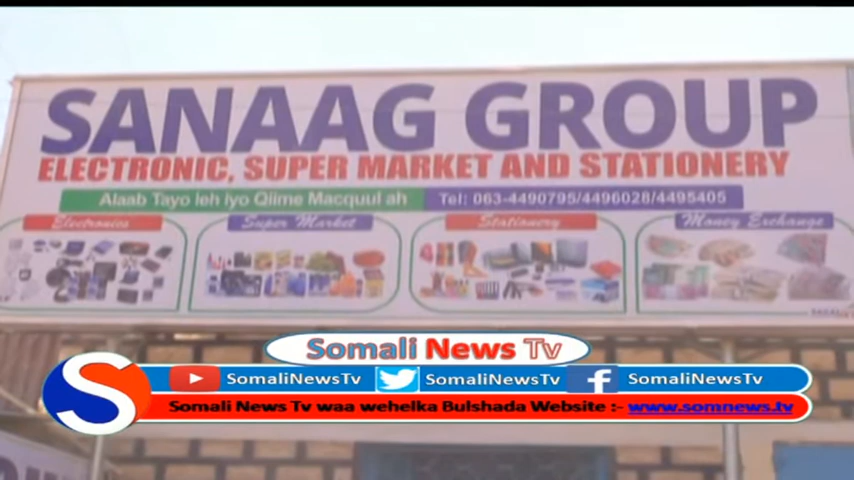 SANAAG GROUP
ELECTRONIC, SUPER MARKET AND STATIONERY
Alaab Tayo leh iyo Qiime Macquul ah
Tel: 063-4490795/4496028/4495405
Electronics
Super Market
Stationery
Money Exchange
Somali News Tv
S
SomaliNewsTv
SomaliNewsTv
SomaliNewsTv
Somali News Tv waa wehelka Bulshada Website :- www.somnews.tv